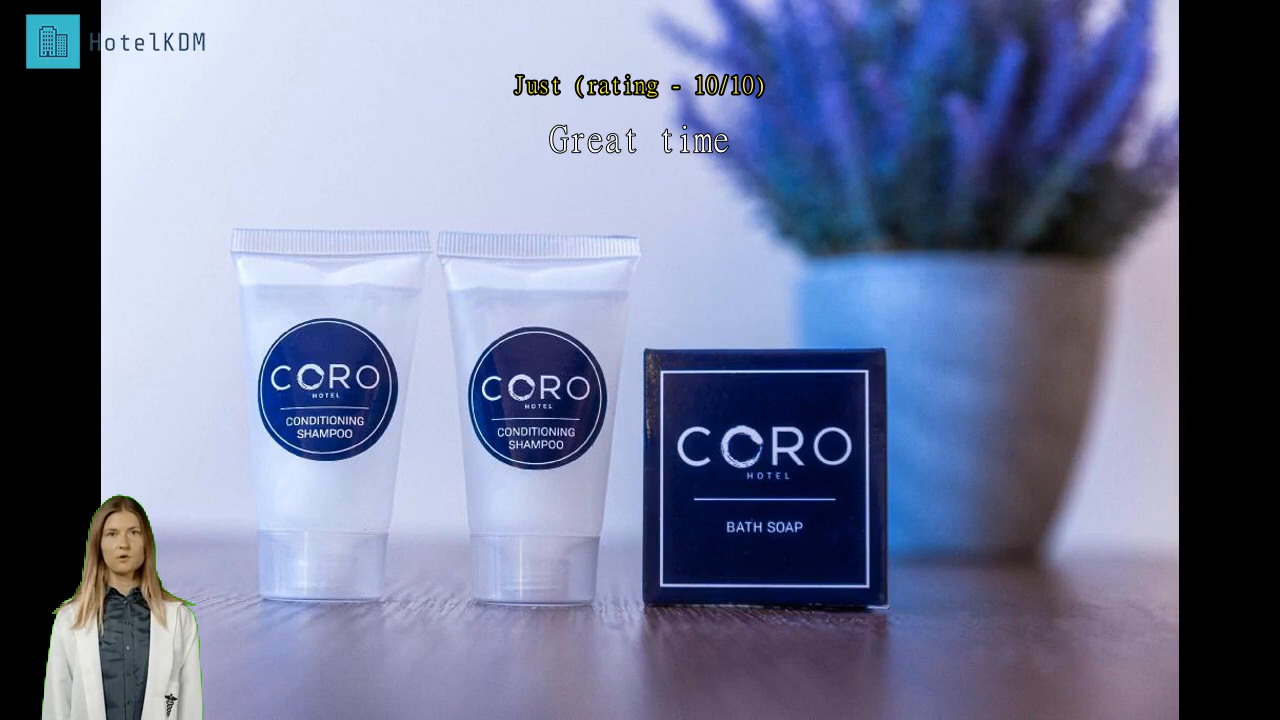 HotelKDM
Just (rating - 10/10)
Great time
CORO
HOTEL
CONDITIONING
SHAMPOO
CORO
HOTEL
CONDITIONING
SHAMPOO
CORO
HOTEL
BATH SOAP